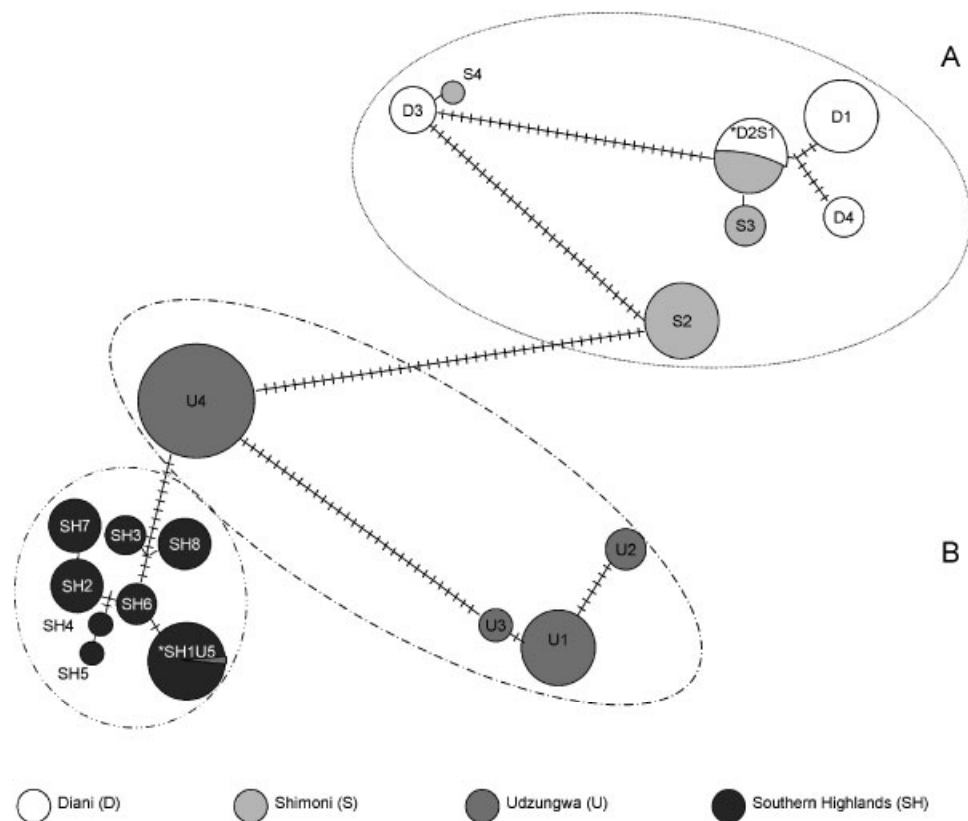 A
S4
D3
*D2S1
D1
D4
S3
S2
U4
SH7
SH3
SH8
U2
B
SH2
SH6
SH4
U3
U1
*SH1U5
SH5
Diani (D)
Shimoni (S)
Udzungwa (U)
Southern Highlands (SH)